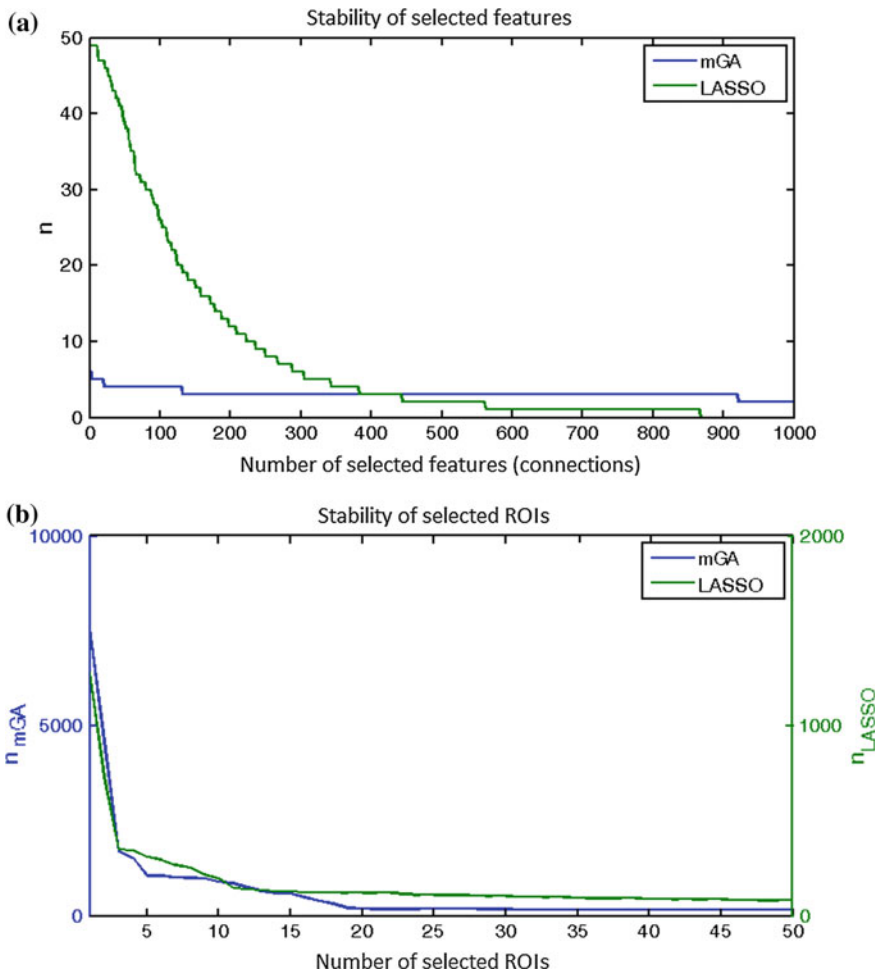 (a)
Stability of selected features
50
40
30
20
10
0
n
mGA
LASSO
0 100 200 300 400 500 600 700 800 900 1000
Number of selected features (connections)
(b)
Stability of selected ROIs
10000
5000
0
n mGA
mGA
LASSO
2000
1000
0
n LASSO
5 10 15 20 25 30 35 40 45 50
Number of selected ROIs